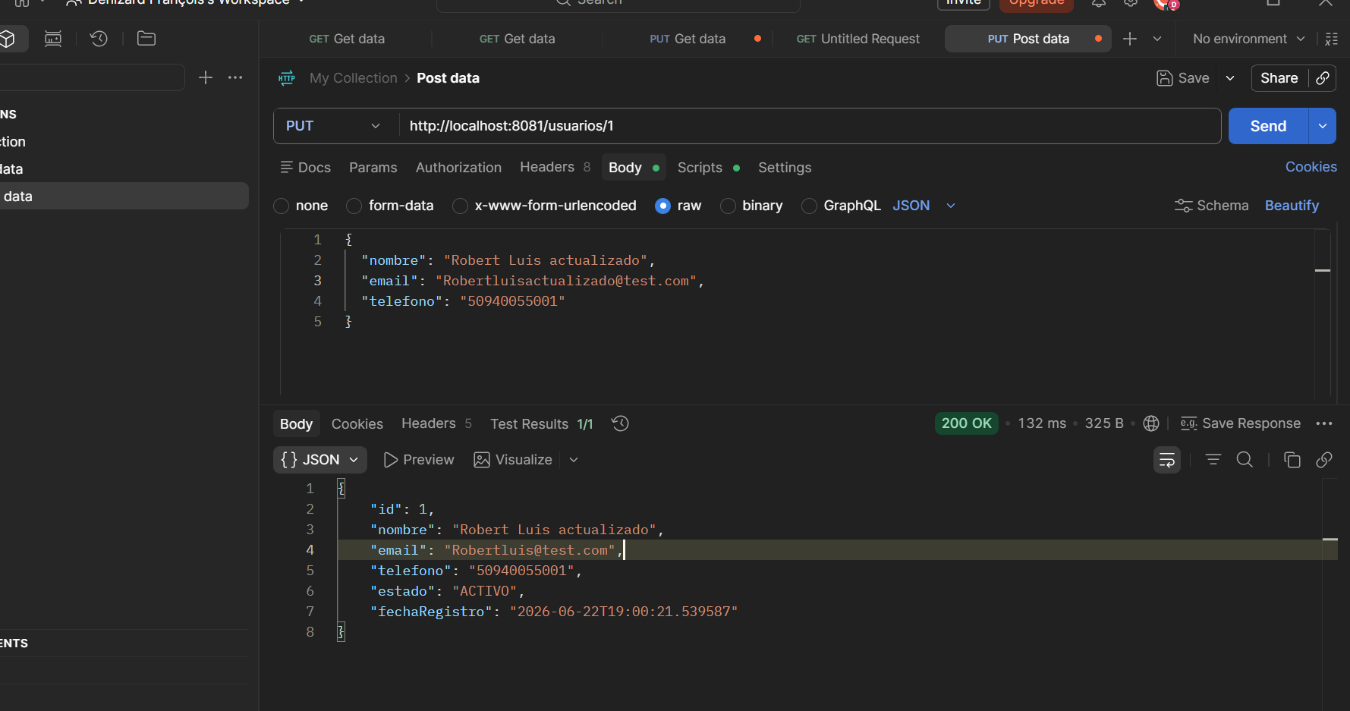 Denizard François's Workspace
Search
Invite
Upgrade
GET Get data
GET Get data
PUT Get data
GET Untitled Request
PUT Post data
No environment
HTTP
My Collection > Post data
Save
Share
PUT
http://localhost:8081/usuarios/1
Send
Docs
Params
Authorization
Headers 8
Body
Scripts
Settings
Cookies
none
form-data
x-www-form-urlencoded
raw
binary
GraphQL
JSON
Schema
Beautify
1 {
2 "nombre": "Robert Luis actualizado",
3 "email": "Robertluisactualizado@test.com",
4 "telefono": "50940055001"
5 }
Body
Cookies
Headers 5
Test Results 1/1
200 OK
132 ms
325 B
e.g. Save Response
{} JSON
Preview
Visualize
1 {
2 "id": 1,
3 "nombre": "Robert Luis actualizado",
4 "email": "Robertluis@test.com",
5 "telefono": "50940055001",
6 "estado": "ACTIVO",
7 "fechaRegistro": "2026-06-22T19:00:21.539587"
8 }
NS
tion
data
data
ENTS